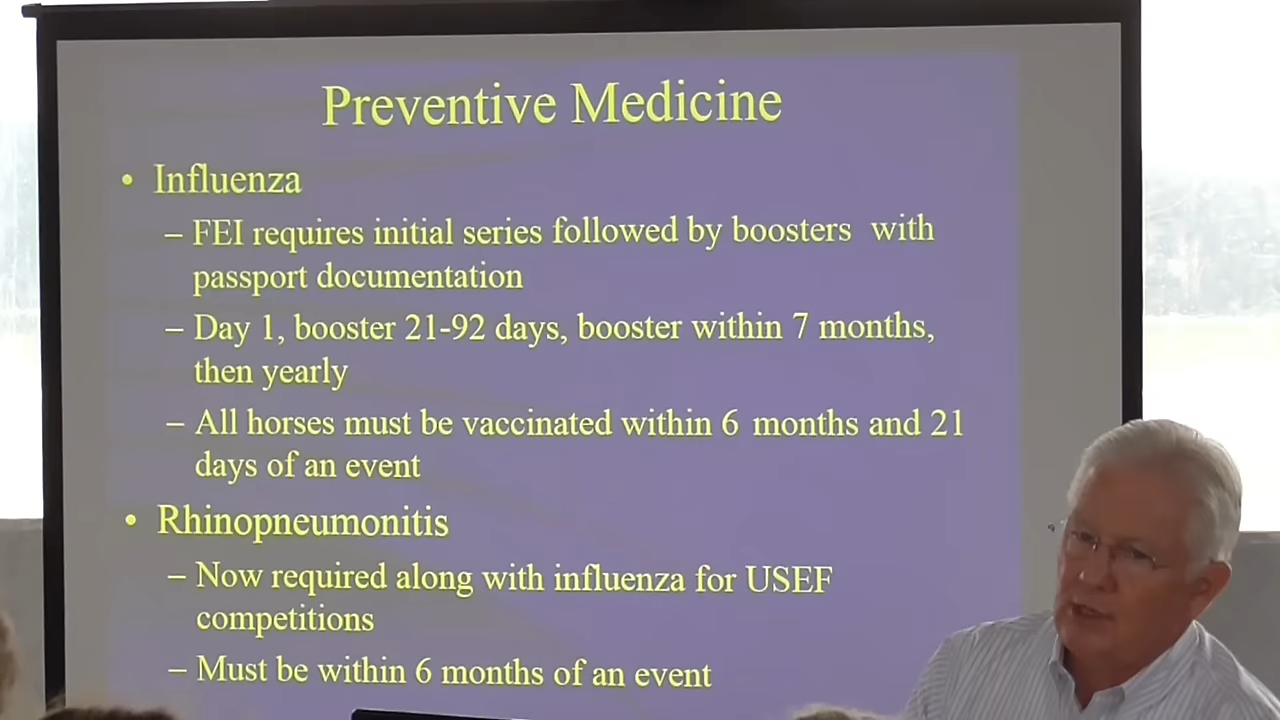 Preventive Medicine
• Influenza
– FEI requires initial series followed by boosters with
passport documentation
– Day 1, booster 21-92 days, booster within 7 months,
then yearly
– All horses must be vaccinated within 6 months and 21
days of an event
• Rhinopneumonitis
– Now required along with influenza for USEF
competitions
– Must be within 6 months of an event